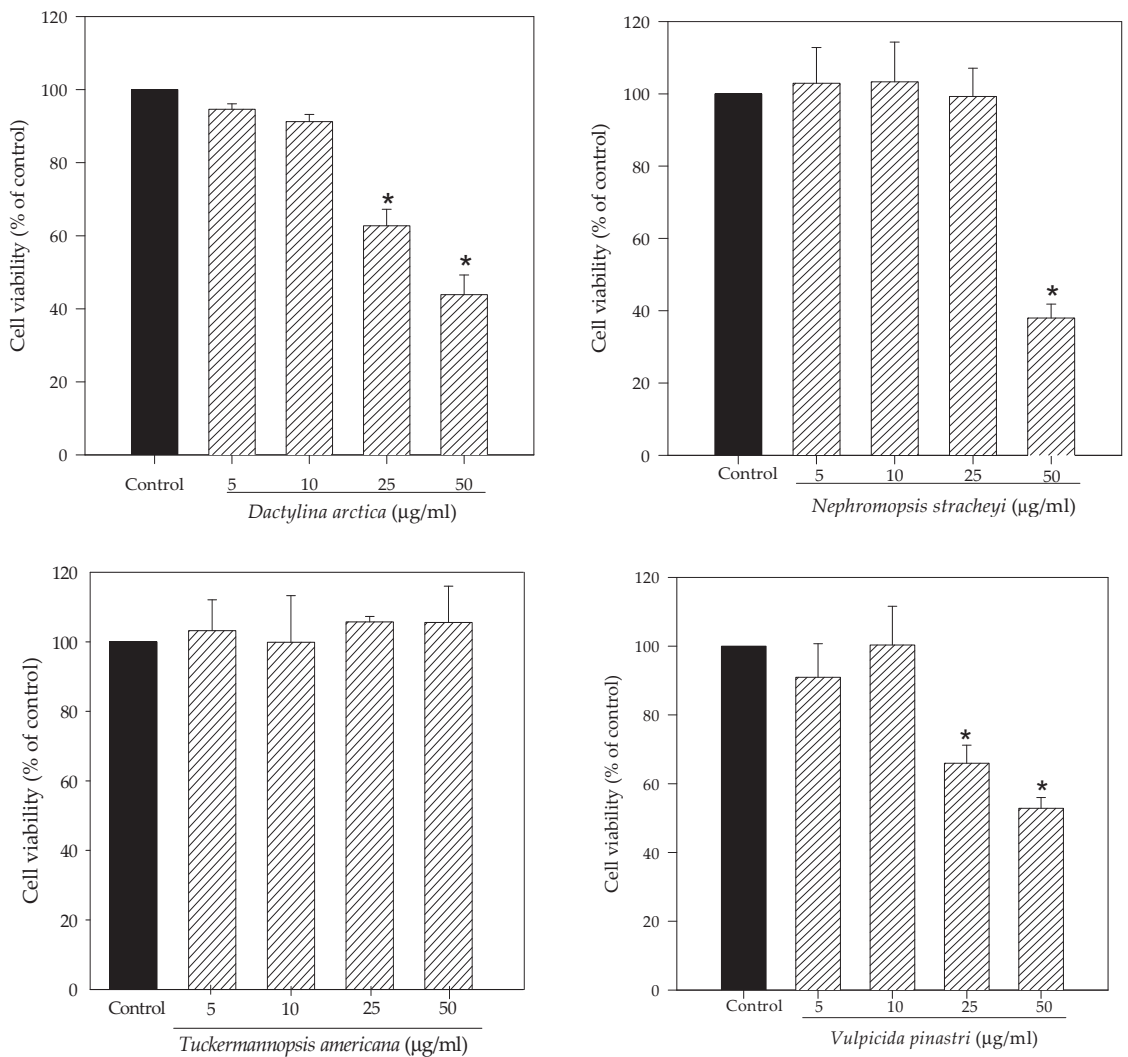 120
100
80
60
40
20
0
Cell viability (% of control)
*
*
Control 5 10 25 50
Dactylina arctica (µg/ml)
120
100
80
60
40
20
0
Cell viability (% of control)
*
Control 5 10 25 50
Nephromopsis stracheyi (µg/ml)
120
100
80
60
40
20
0
Cell viability (% of control)
Control 5 10 25 50
Tuckermannopsis americana (µg/ml)
120
100
80
60
40
20
0
Cell viability (% of control)
*
*
Control 5 10 25 50
Vulpicida pinastri (µg/ml)